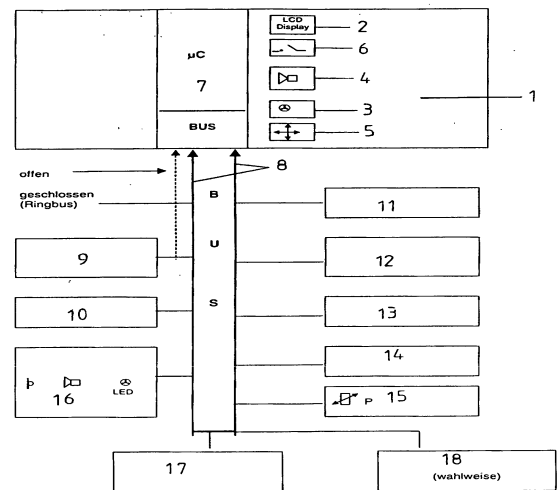 LCD
Display
2
6
µC
4
7
3
1
BUS
5
offen
8
geschlossen
(Ringbus)
B
11
U
9
12
S
10
13
14
P
15
LED
16
17
18
(wahlweise)